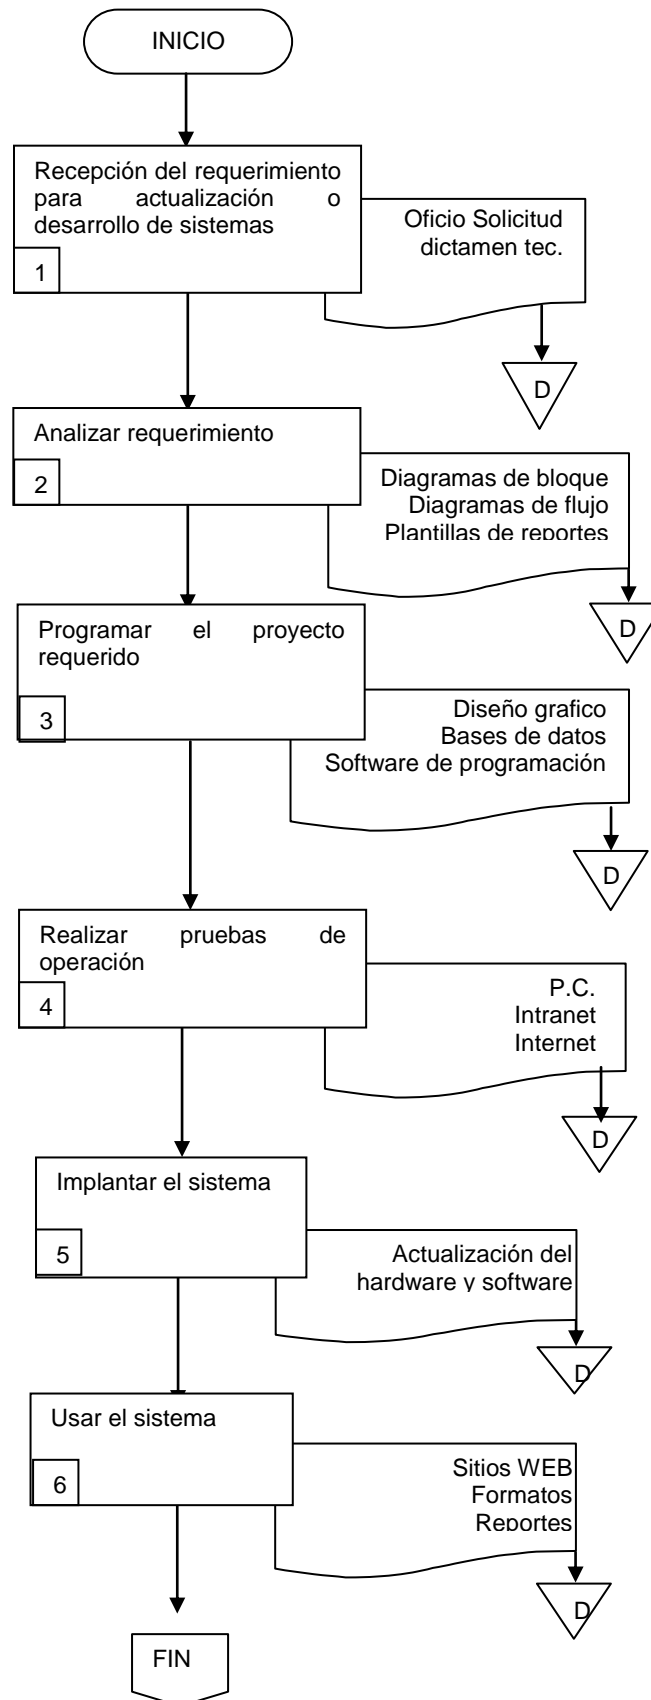 INICIO
Recepción del requerimiento
para actualización o
desarrollo de sistemas
1
Oficio Solicitud
dictamen tec.
D
Analizar requerimiento
2
Diagramas de bloque
Diagramas de flujo
Plantillas de reportes
D
Programar el proyecto
requerido
3
Diseño grafico
Bases de datos
Software de programación
D
Realizar pruebas de
operación
4
P.C.
Intranet
Internet
D
Implantar el sistema
5
Actualización del
hardware y software
D
Usar el sistema
6
Sitios WEB
Formatos
Reportes
D
FIN